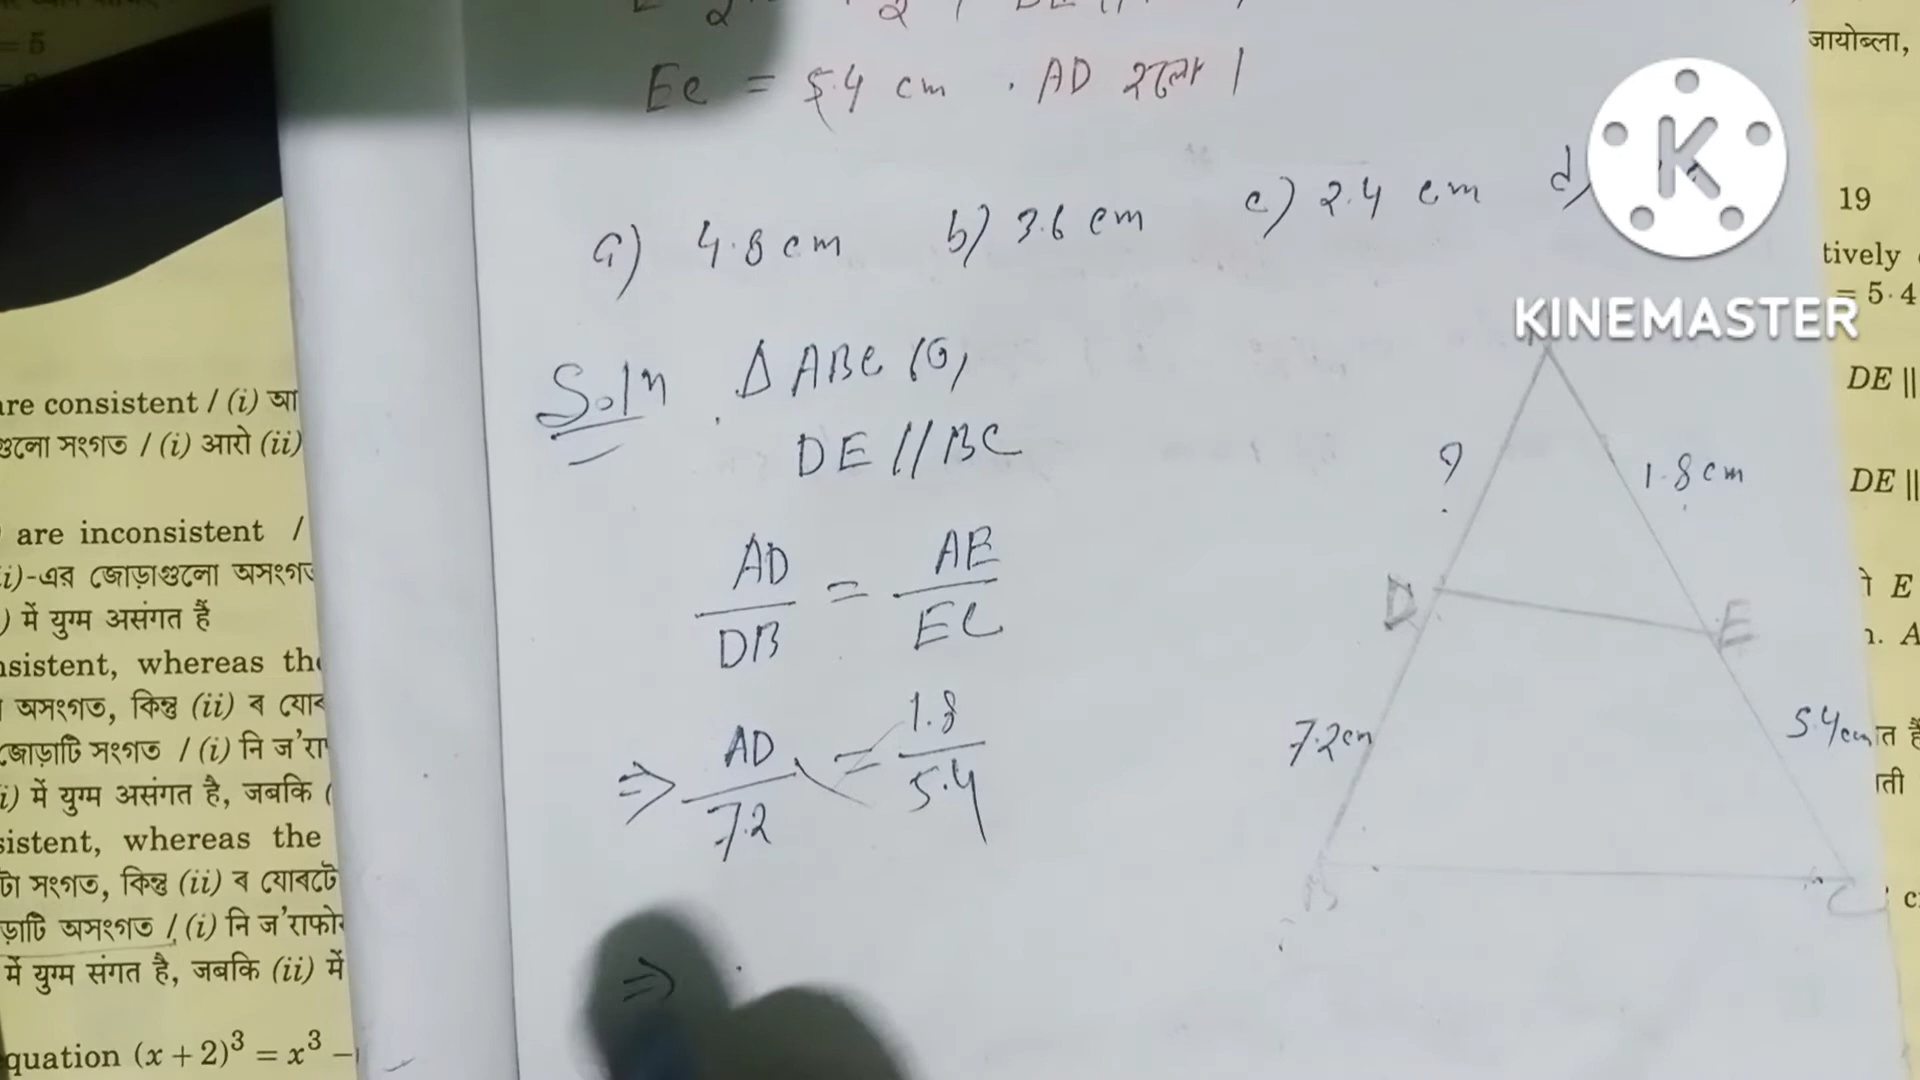 = 5
Ec = 5.4 cm . AD হলো |
a) 4.8 cm b) 3.6 cm c) 2.4 cm d)
KINEMASTER
Soln . Δ ABC ত,
DE // BC
AD/DB = AE/EC
⇒ AD/7.2 = 1.8/5.4
⇒
?
1.8 cm
D
E
7.2cm
5.4cm
B
C
are consistent / (i) আ
গুলো সংগত / (i) आरो (ii)
are inconsistent /
i)-এর জোড়াগুলো অসংগত
) में युग्म असंगत हैं
nsistent, whereas the
অসংগত, কিন্তু (ii) ৰ যোৰ
জোড়াটি সংগত / (i) नि ज'रा
i) में युग्म असंगत है, जबकि (
sistent, whereas the
টা সংগত, কিন্তু (ii) ৰ যোৰটো
ড়াটি অসংগত / (i) नि ज'राफोर
में युग्म संगत है, जबकि (ii) में
quation (x + 2)³ = x³ –
जायोब्ला,
19
tively
= 5·4
DE ||
DE ||
E
. A
ती